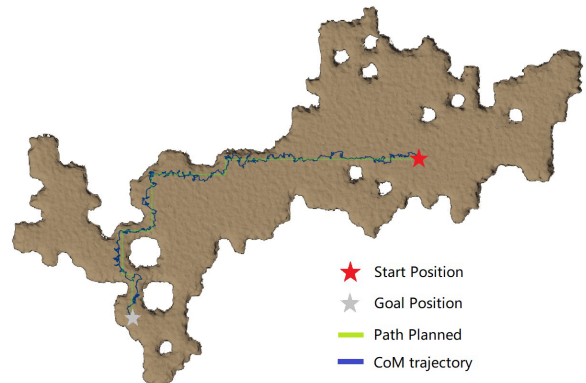 Start Position
Goal Position
Path Planned
CoM trajectory